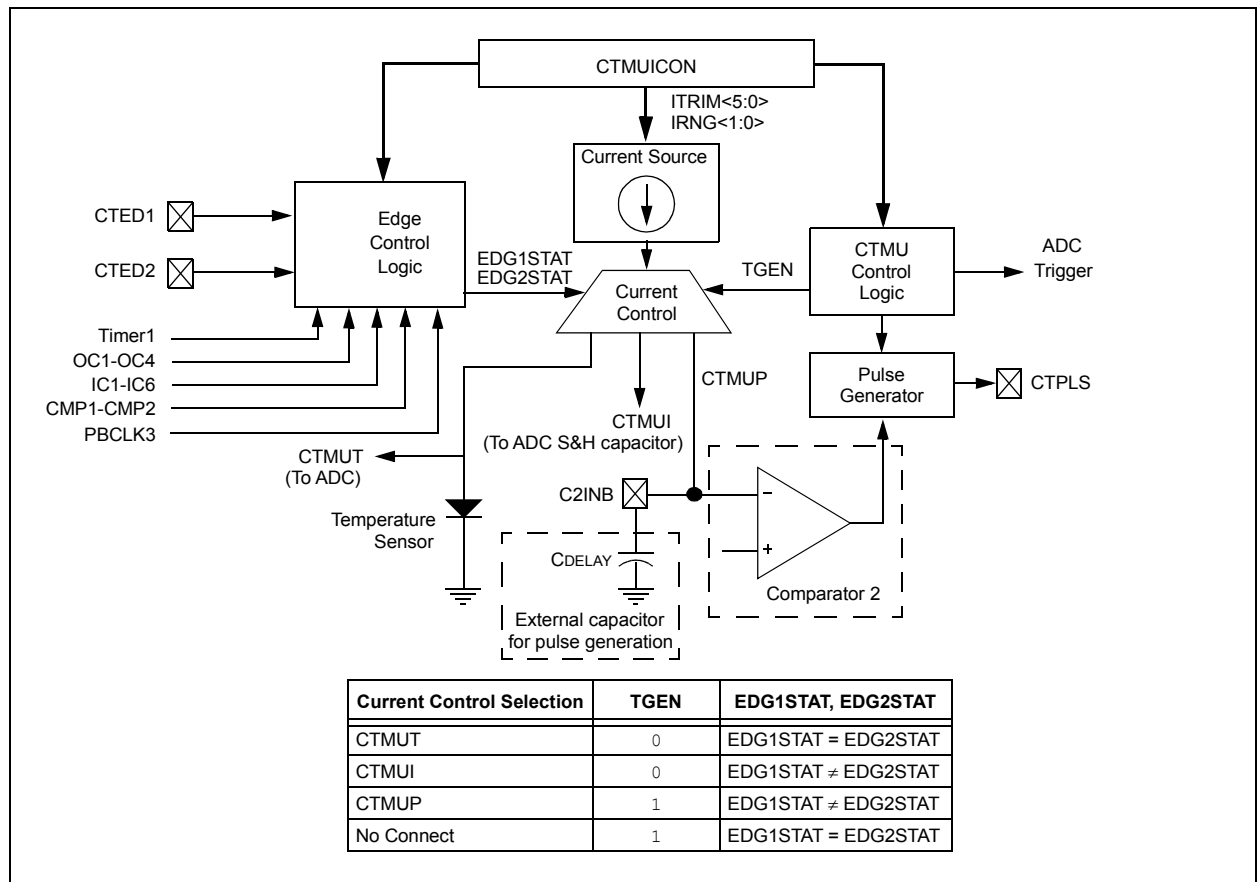 CTMUICON
ITRIM<5:0>
IRNG<1:0>
Current Source
CTED1
CTED2
Edge
Control
Logic
EDG1STAT
EDG2STAT
Current
Control
TGEN
CTMU
Control
Logic
ADC
Trigger
Timer1
OC1-OC4
IC1-IC6
CMP1-CMP2
PBCLK3
CTMUT
(To ADC)
CTMUI
(To ADC S&H capacitor)
CTMUP
Pulse
Generator
CTPLS
C2INB
Temperature
Sensor
CDELAY
External capacitor
for pulse generation
−
+
Comparator 2
Current Control Selection TGEN EDG1STAT, EDG2STAT
CTMUT 0 EDG1STAT = EDG2STAT
CTMUI 0 EDG1STAT ≠ EDG2STAT
CTMUP 1 EDG1STAT ≠ EDG2STAT
No Connect 1 EDG1STAT = EDG2STAT